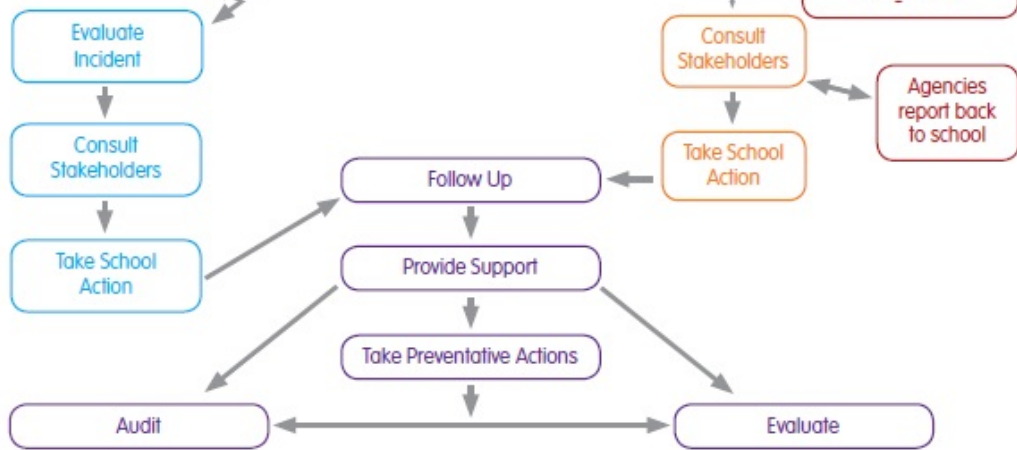 Evaluate
Incident
Consult
Stakeholders
Take School
Action
Consult
Stakeholders
Agencies
report back
to school
Take School
Action
Follow Up
Provide Support
Take Preventative Actions
Audit
Evaluate